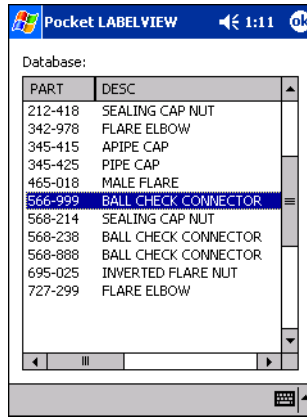 Pocket LABELVIEW 1:11 ok
Database:
PART DESC
212-418 SEALING CAP NUT
342-978 FLARE ELBOW
345-415 APIPE CAP
345-425 PIPE CAP
465-018 MALE FLARE
566-999 BALL CHECK CONNECTOR
568-214 SEALING CAP NUT
568-238 BALL CHECK CONNECTOR
568-888 BALL CHECK CONNECTOR
695-025 INVERTED FLARE NUT
727-299 FLARE ELBOW